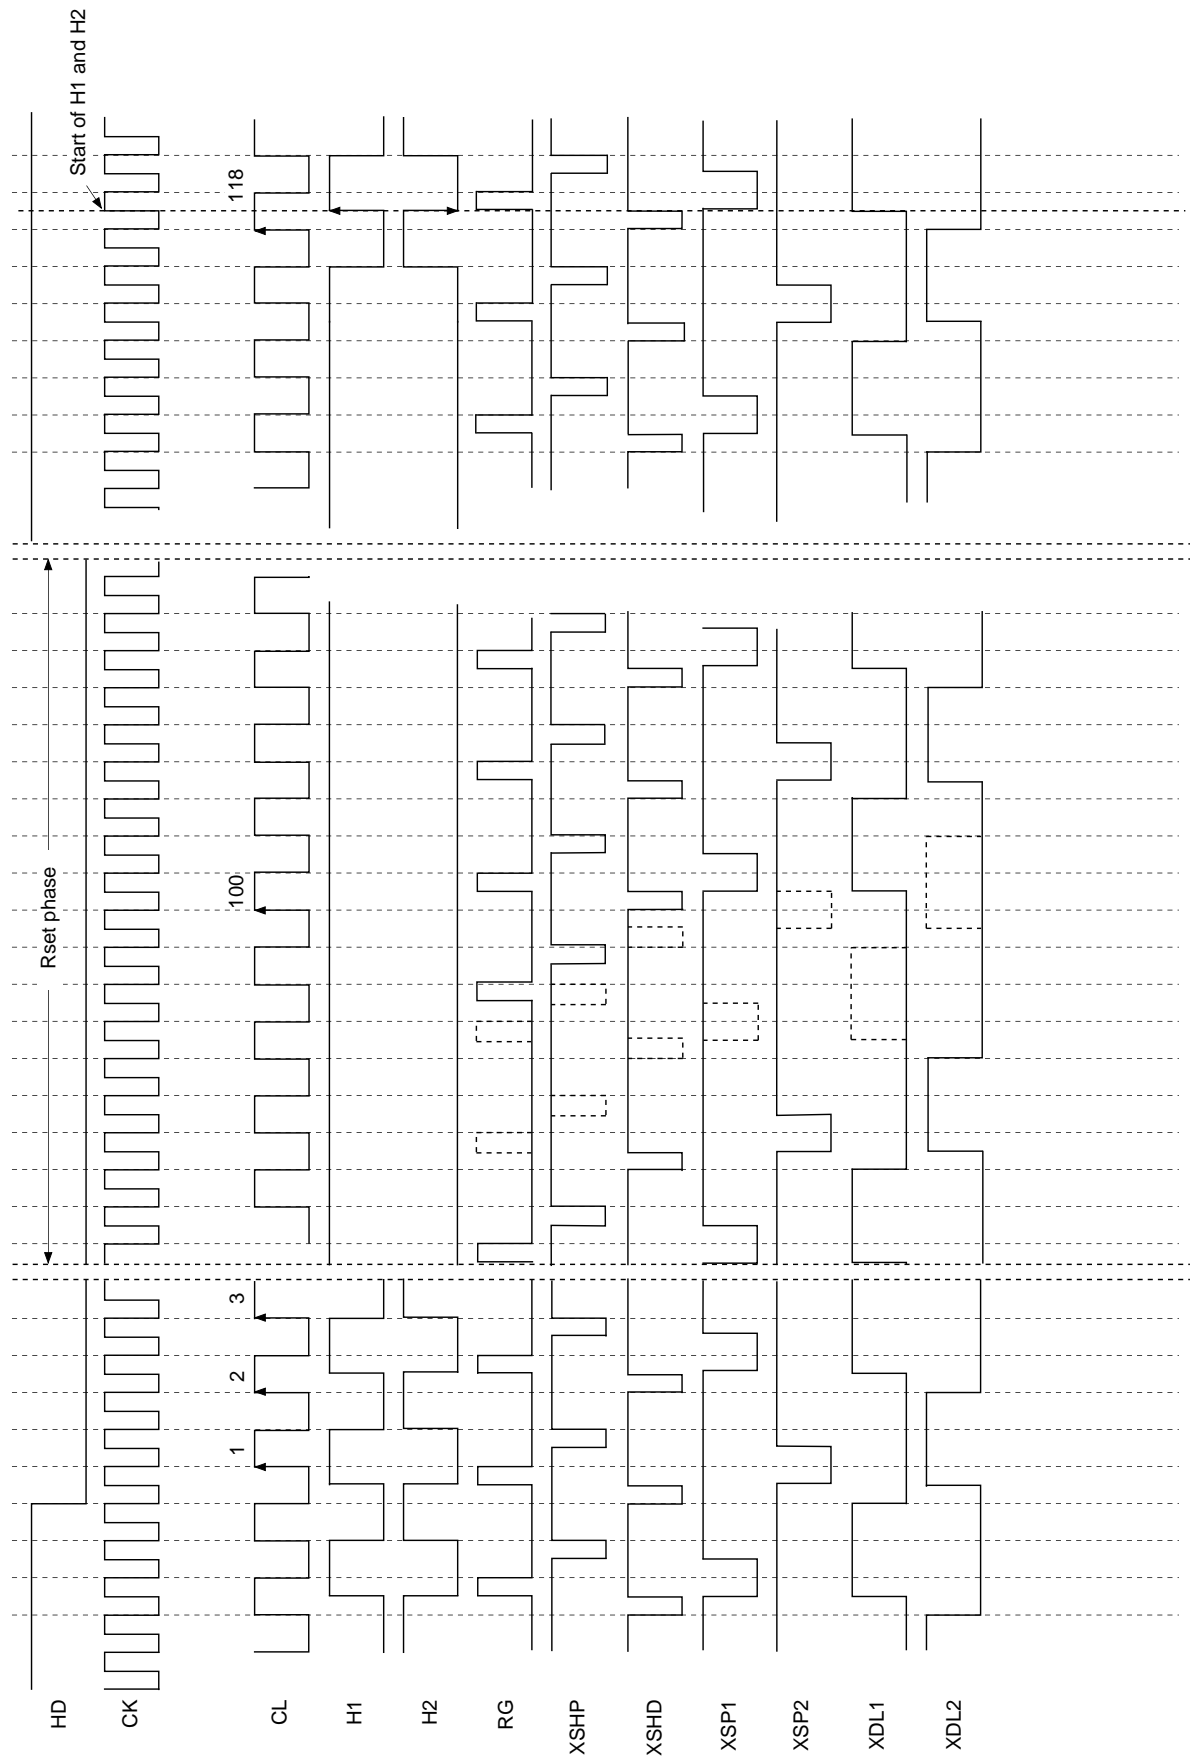 HD
CK
CL
H1
H2
RG
XSHP
XSHD
XSP1
XSP2
XDL1
XDL2
1
2
3
Rset phase
100
118
Start of H1 and H2